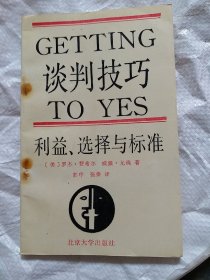 GETTING
谈判技巧
TO YES
利益、选择与标准
〔美〕罗杰·费希尔 威廉·尤瑞 著
北京大学出版社